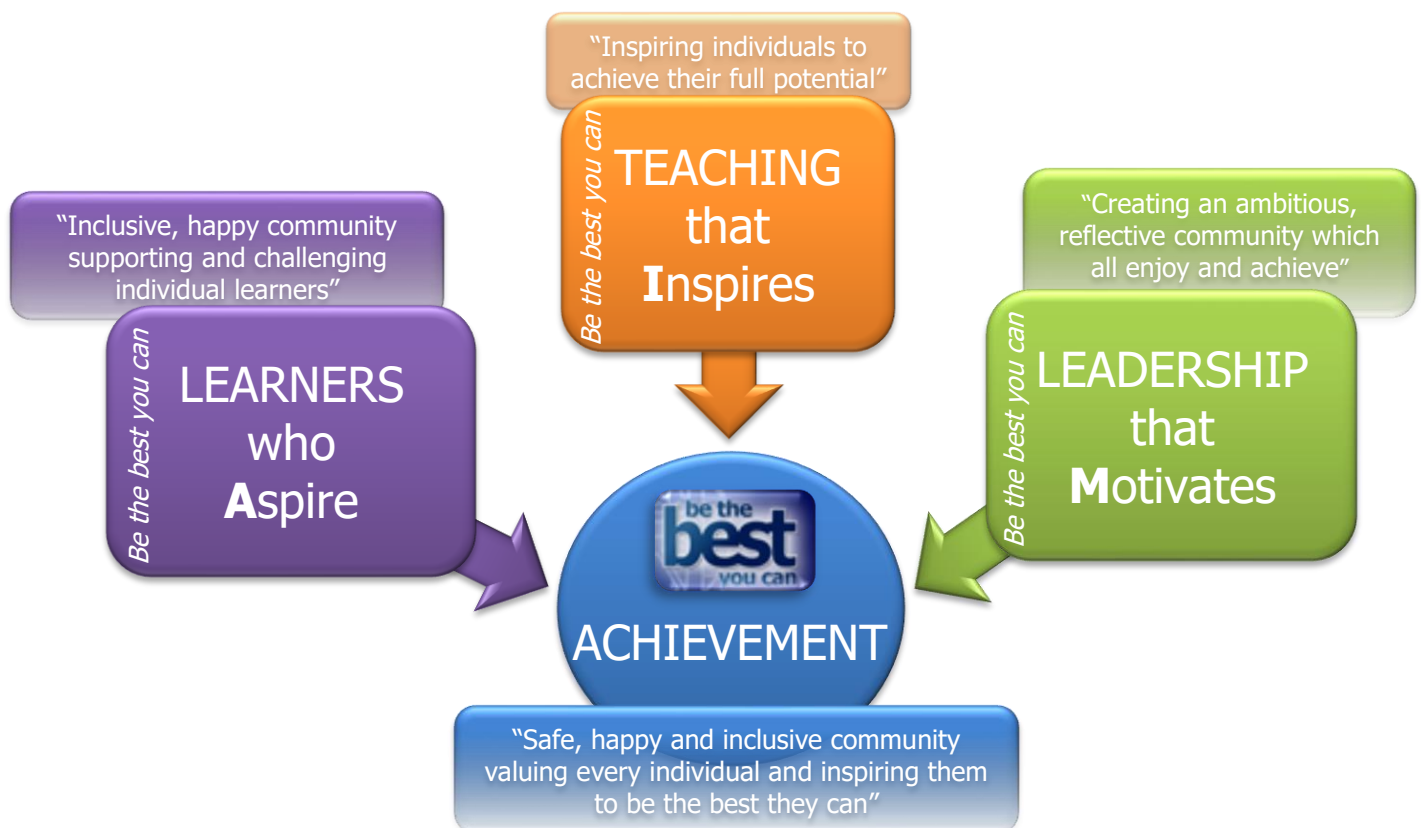 “Inspiring individuals to
achieve their full potential”
Be the best you can
TEACHING
that
Inspires
“Inclusive, happy community
supporting and challenging
individual learners”
Be the best you can
LEARNERS
who
Aspire
“Creating an ambitious,
reflective community which
all enjoy and achieve”
Be the best you can
LEADERSHIP
that
Motivates
be the
best
you can
ACHIEVEMENT
“Safe, happy and inclusive community
valuing every individual and inspiring them
to be the best they can”